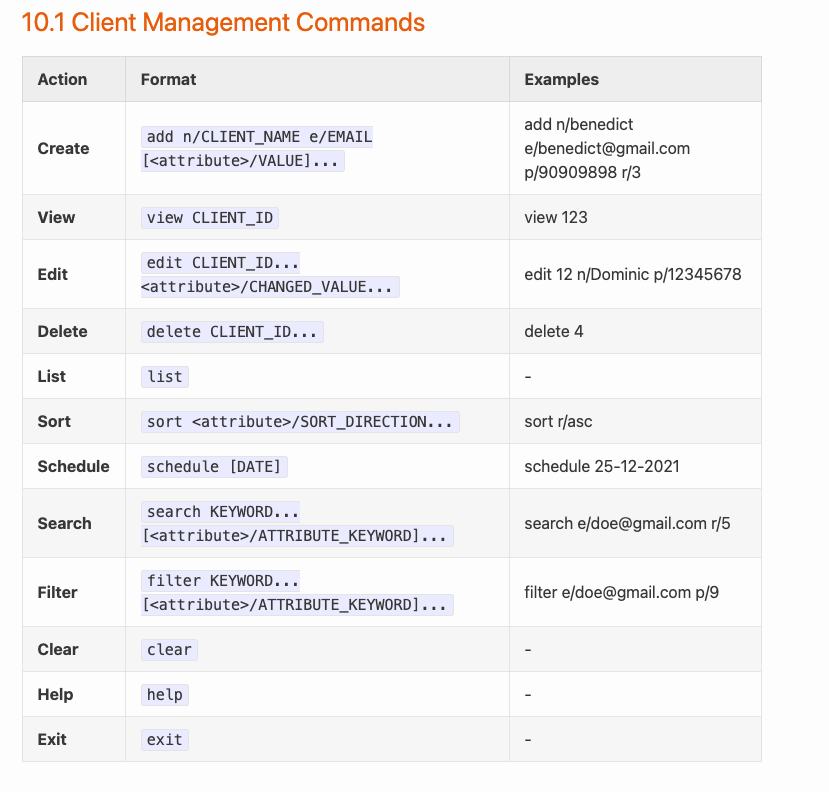 10.1 Client Management Commands
Action Format Examples
Create add n/CLIENT_NAME e/EMAIL [<attribute>/VALUE]... add n/benedict e/benedict@gmail.com p/90909898 r/3
View view CLIENT_ID view 123
Edit edit CLIENT_ID... <attribute>/CHANGED_VALUE... edit 12 n/Dominic p/12345678
Delete delete CLIENT_ID... delete 4
List list -
Sort sort <attribute>/SORT_DIRECTION... sort r/asc
Schedule schedule [DATE] schedule 25-12-2021
Search search KEYWORD... [<attribute>/ATTRIBUTE_KEYWORD]... search e/doe@gmail.com r/5
Filter filter KEYWORD... [<attribute>/ATTRIBUTE_KEYWORD]... filter e/doe@gmail.com p/9
Clear clear -
Help help -
Exit exit -